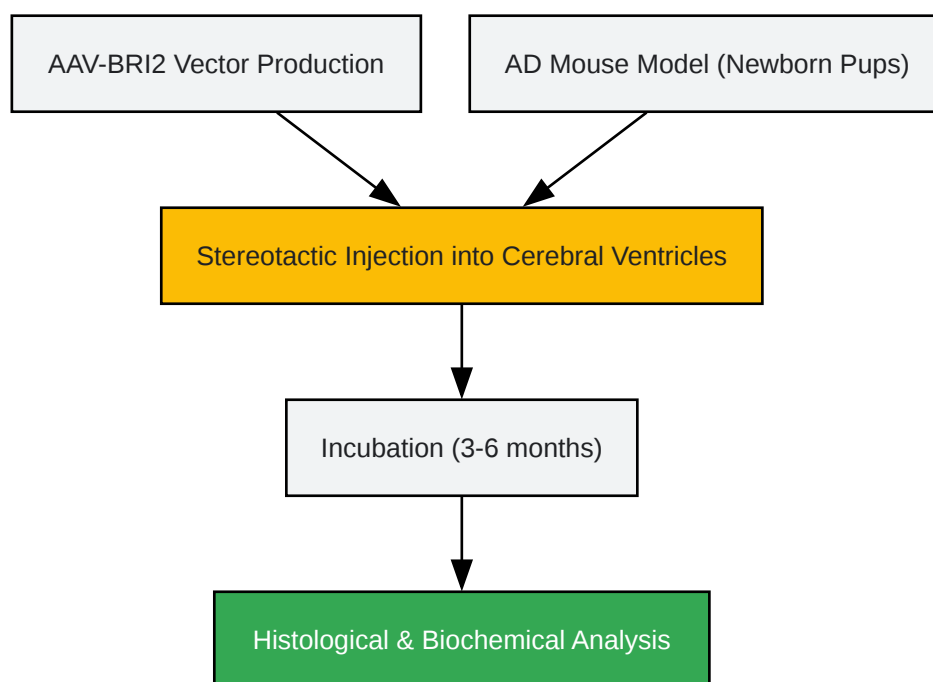 AAV-BRI2 Vector Production
AD Mouse Model (Newborn Pups)
Stereotactic Injection into Cerebral Ventricles
Incubation (3-6 months)
Histological & Biochemical Analysis